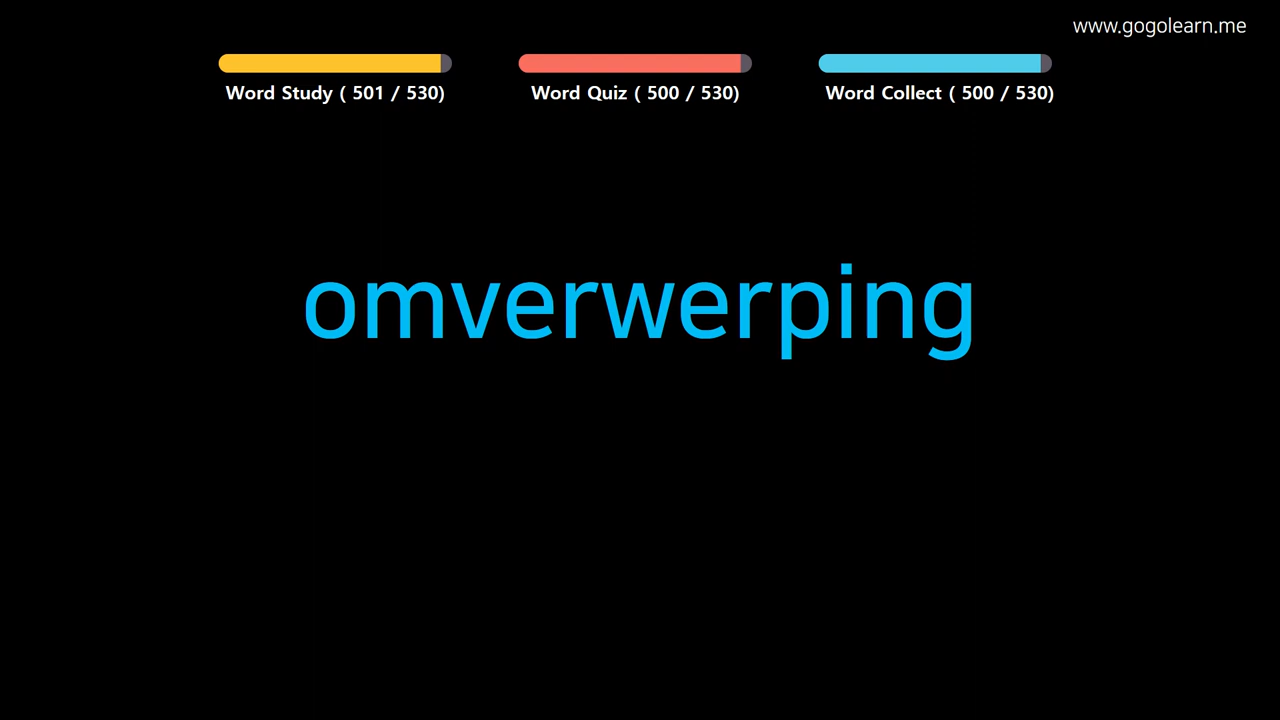 www.gogolearn.me
Word Study ( 501 / 530)
Word Quiz ( 500 / 530)
Word Collect ( 500 / 530)
omverwerping